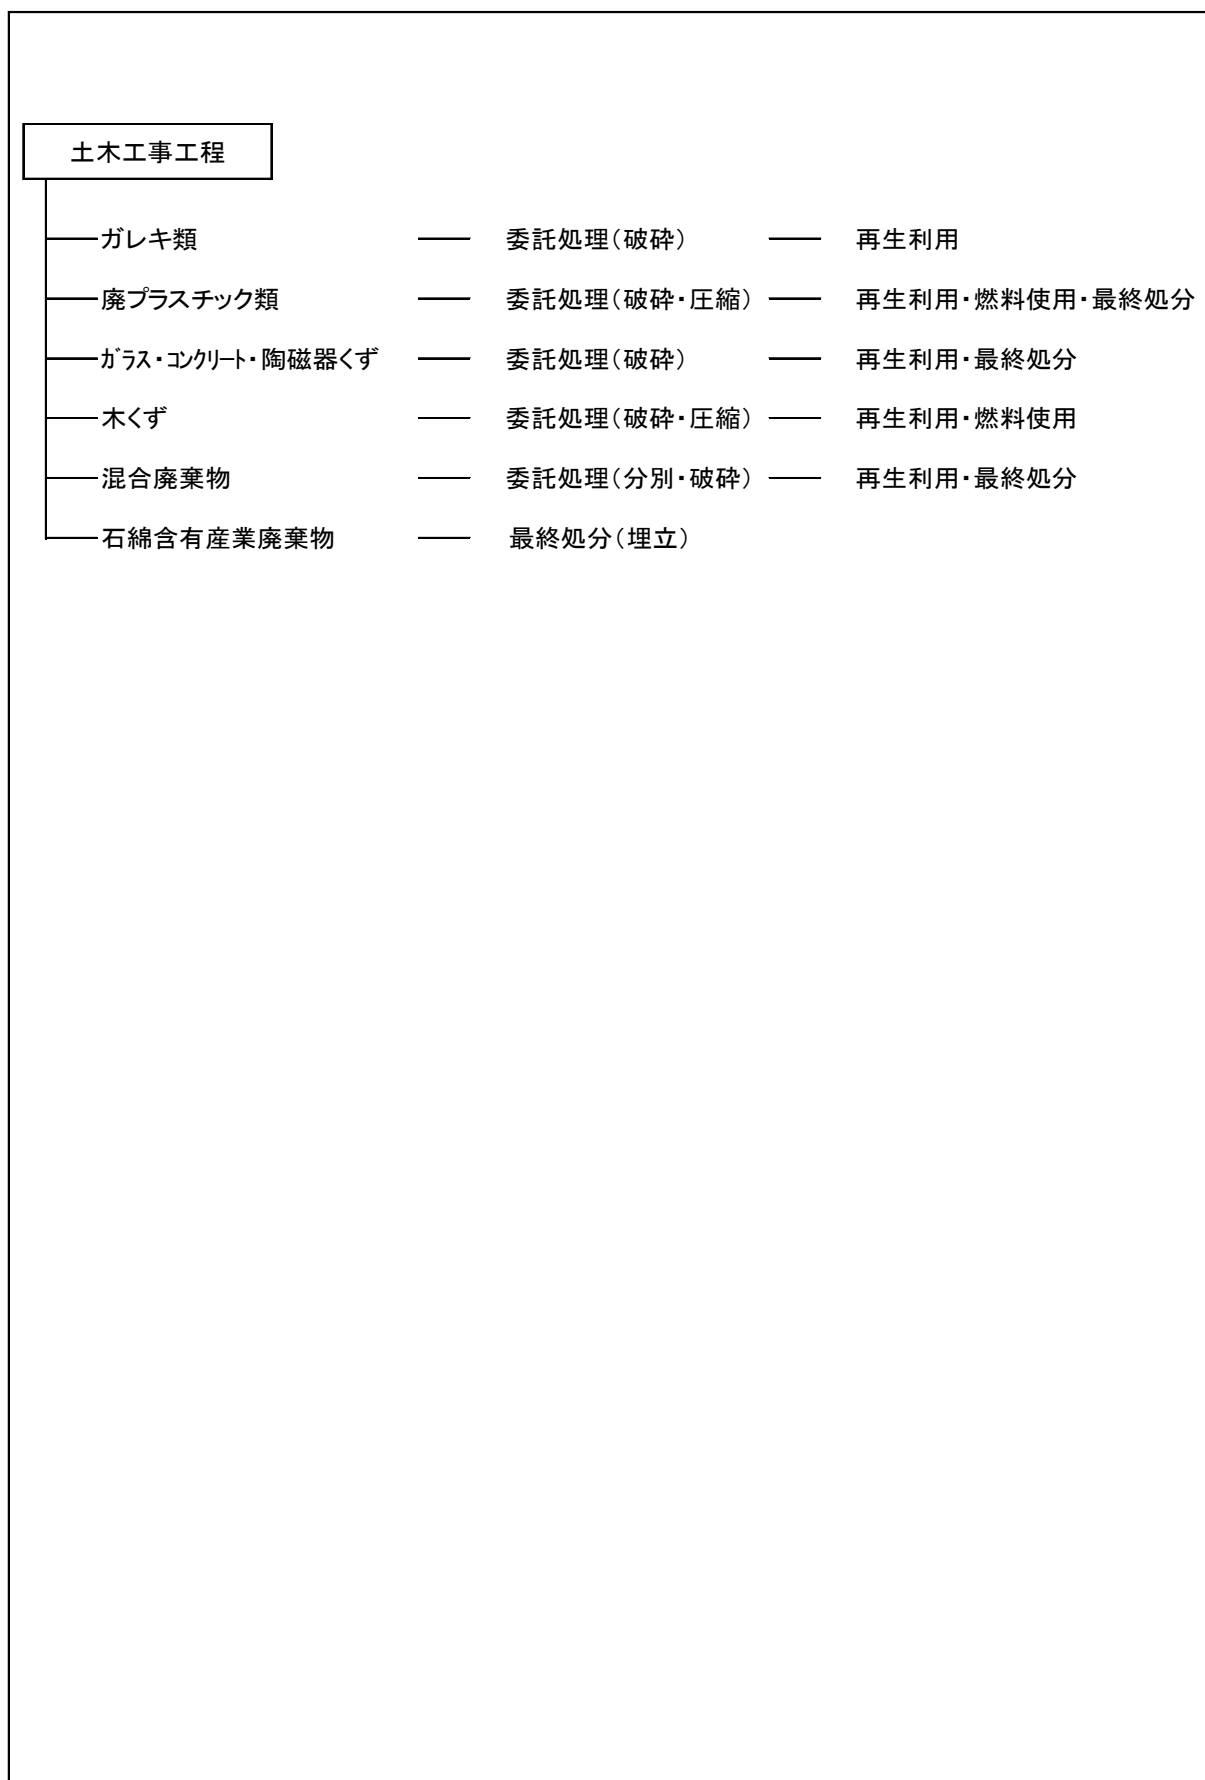 土木工事工程
ガレキ類 委託処理(破砕) 再生利用
廃プラスチック類 委託処理(破砕・圧縮) 再生利用・燃料使用・最終処分
ガラス・コンクリート・陶磁器くず 委託処理(破砕) 再生利用・最終処分
木くず 委託処理(破砕・圧縮) 再生利用・燃料使用
混合廃棄物 委託処理(分別・破砕) 再生利用・最終処分
石綿含有産業廃棄物 最終処分(埋立)